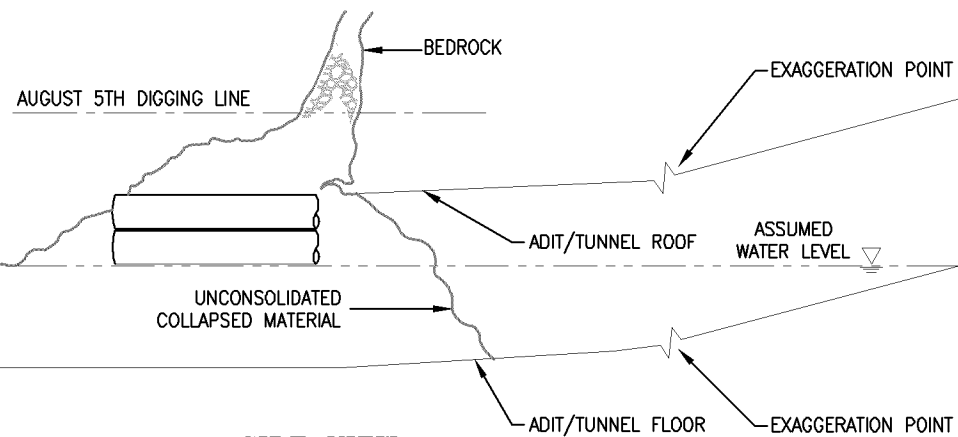 BEDROCK
EXAGGERATION POINT
AUGUST 5TH DIGGING LINE
ASSUMED
WATER LEVEL
ADIT/TUNNEL ROOF
UNCONSOLIDATED
COLLAPSED MATERIAL
ADIT/TUNNEL FLOOR
EXAGGERATION POINT